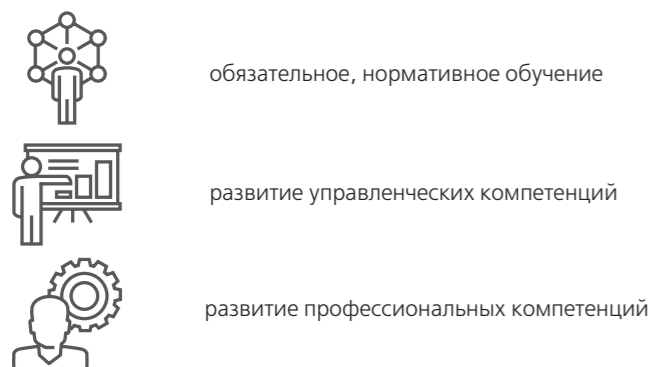 обязательное, нормативное обучение
развитие управленческих компетенций
развитие профессиональных компетенций